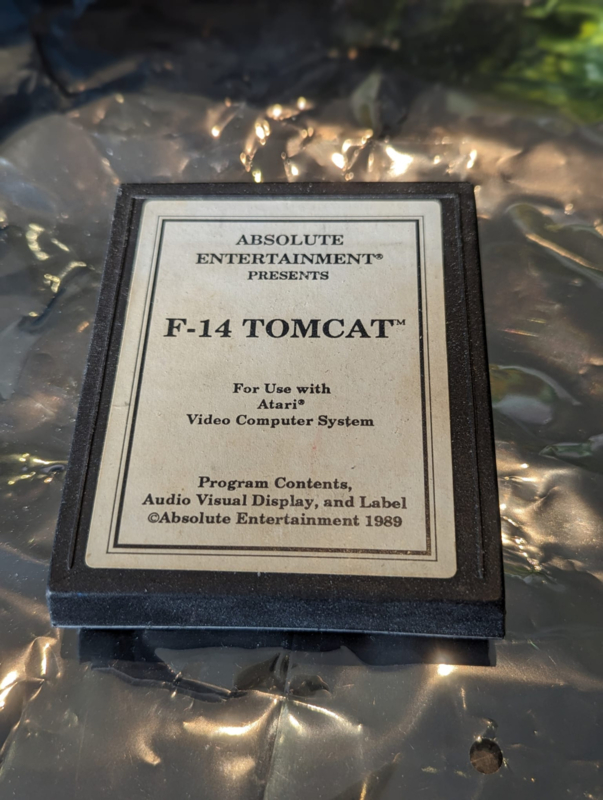 ABSOLUTE
ENTERTAINMENT®
PRESENTS
F-14 TOMCAT™
For Use with
Atari®
Video Computer System
Program Contents,
Audio Visual Display, and Label
©Absolute Entertainment 1989